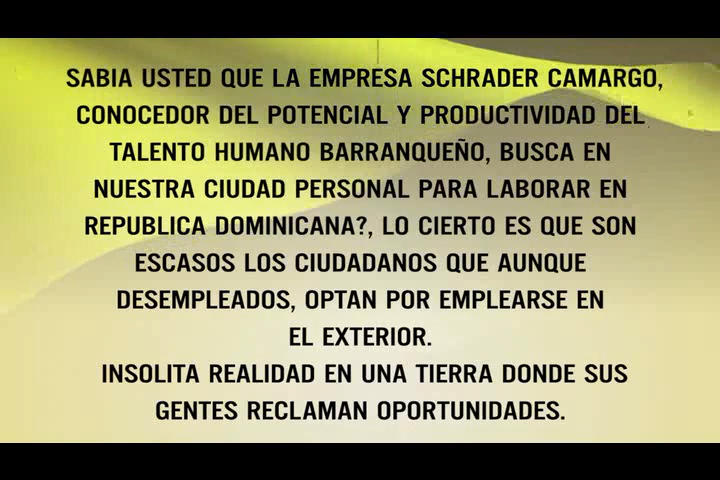 SABIA USTED QUE LA EMPRESA SCHRADER CAMARGO,
CONOCEDOR DEL POTENCIAL Y PRODUCTIVIDAD DEL
TALENTO HUMANO BARRANQUEÑO, BUSCA EN
NUESTRA CIUDAD PERSONAL PARA LABORAR EN
REPUBLICA DOMINICANA?, LO CIERTO ES QUE SON
ESCASOS LOS CIUDADANOS QUE AUNQUE
DESEMPLEADOS, OPTAN POR EMPLEARSE EN
EL EXTERIOR.
INSOLITA REALIDAD EN UNA TIERRA DONDE SUS
GENTES RECLAMAN OPORTUNIDADES.